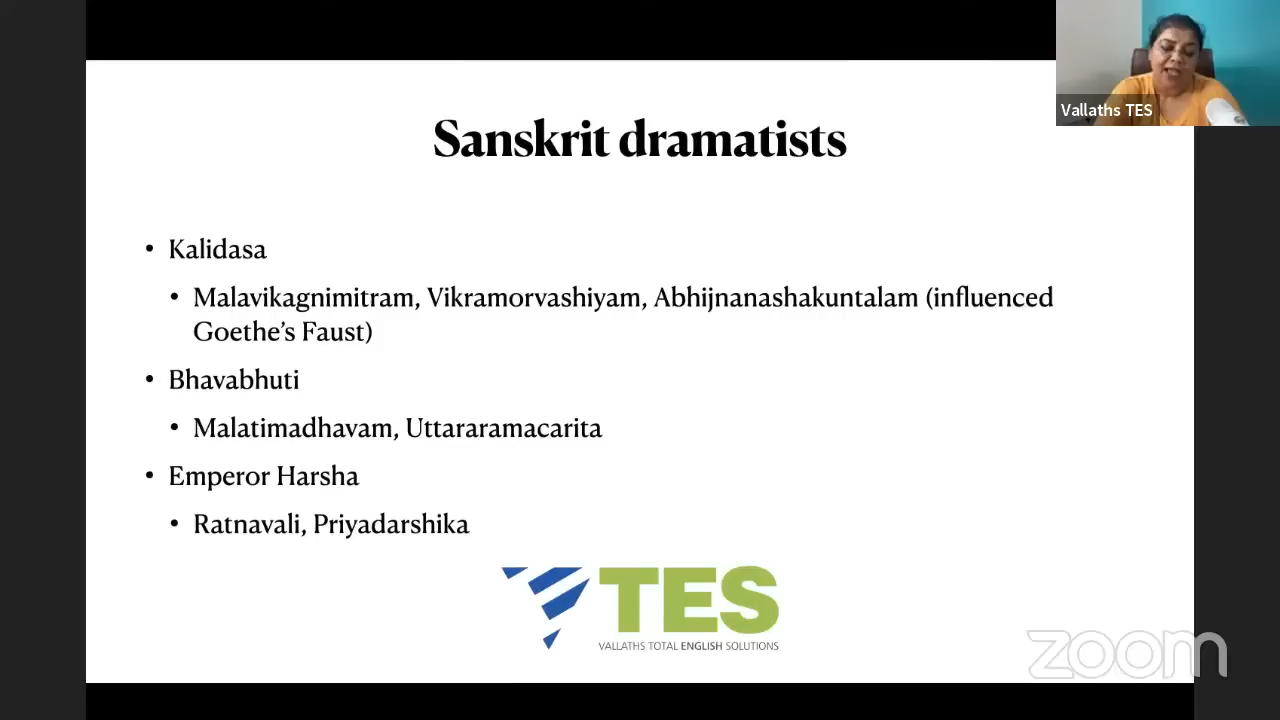 Vallaths TES
Sanskrit dramatists
• Kalidasa
• Malavikagnimitram, Vikramorvashiyam, Abhijnanashakuntalam (influenced
Goethe’s Faust)
• Bhavabhuti
• Malatimadhavam, Uttararamacarita
• Emperor Harsha
• Ratnavali, Priyadarshika
TES
VALLATHS TOTAL ENGLISH SOLUTIONS
zoom